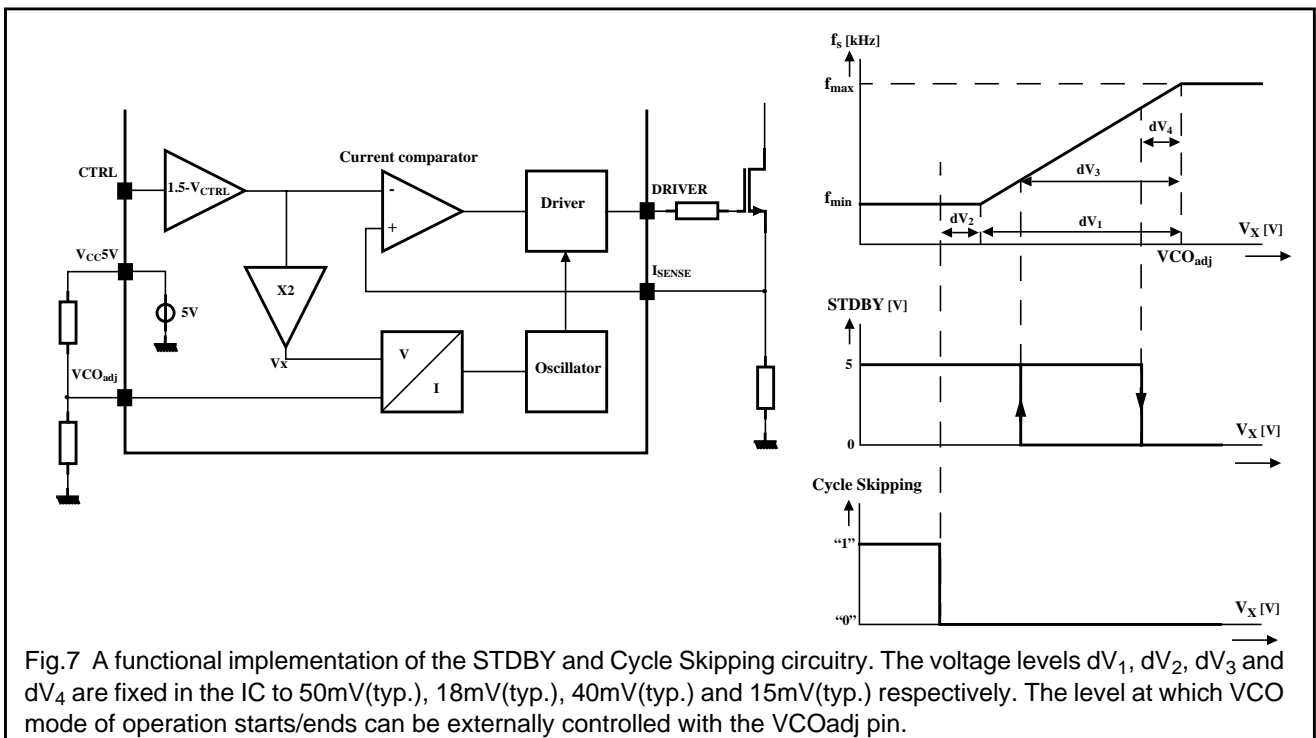 CTRL
1.5-VCTRL
Current comparator
-
+
Driver
DRIVER
VCC5V
5V
X2
ISENSE
Vx
V
I
Oscillator
VCOadj
fs [kHz]
fmax
dV4
dV3
fmin
dV2
dV1
VX [V]
VCOadj
STDBY [V]
5
0
VX [V]
Cycle Skipping
“1”
“0”
VX [V]
Fig.7 A functional implementation of the STDBY and Cycle Skipping circuitry. The voltage levels dV1, dV2, dV3 and
dV4 are fixed in the IC to 50mV(typ.), 18mV(typ.), 40mV(typ.) and 15mV(typ.) respectively. The level at which VCO
mode of operation starts/ends can be externally controlled with the VCOadj pin.